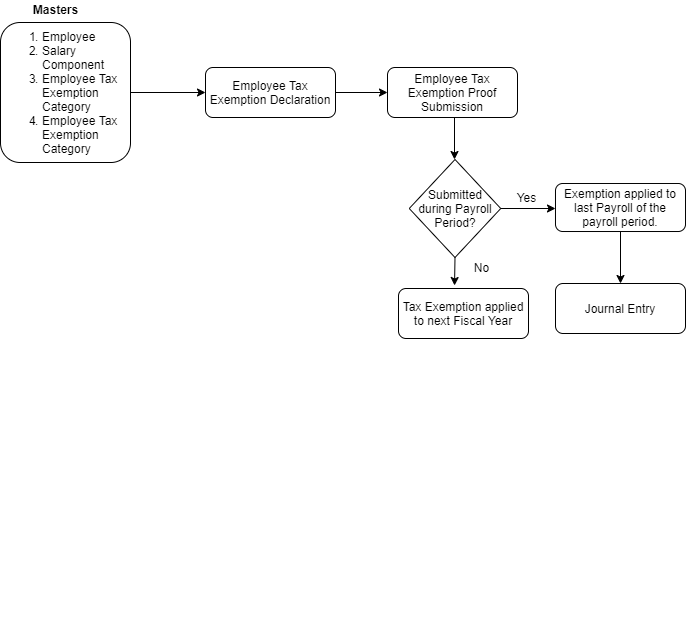 Masters
1. Employee
2. Salary
Component
3. Employee Tax
Exemption
Category
4. Employee Tax
Exemption
Category
Employee Tax
Exemption Declaration
Employee Tax
Exemption Proof
Submission
Submitted
during Payroll
Period?
Yes
Exemption applied to
last Payroll of the
payroll period.
No
Tax Exemption applied
to next Fiscal Year
Journal Entry